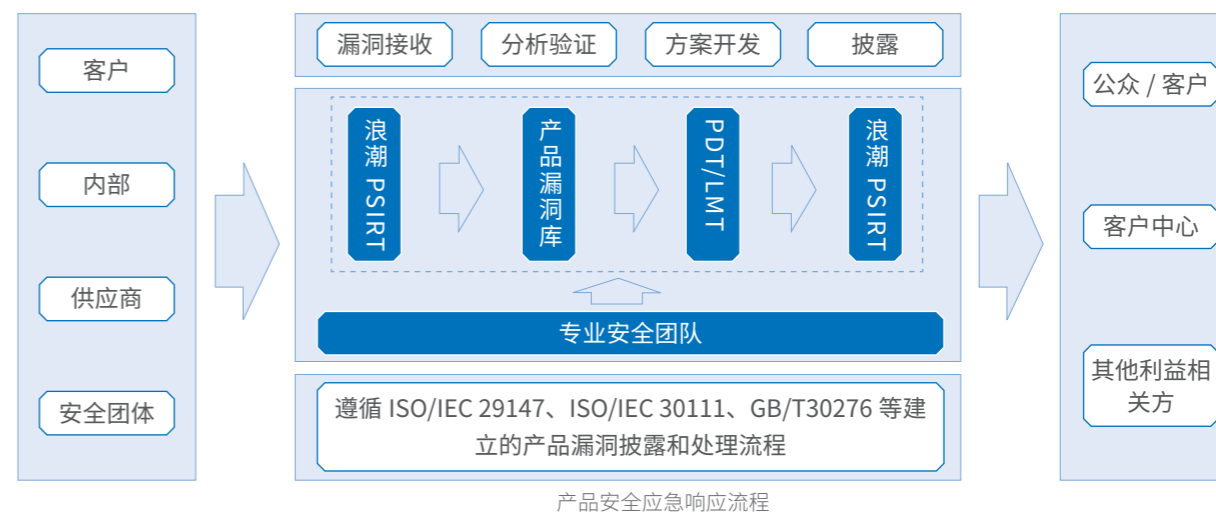 客户
内部
供应商
安全团体
漏洞接收
分析验证
方案开发
披露
浪潮 PSIRT
产品漏洞库
PDT/LMT
浪潮 PSIRT
专业安全团队
遵循 ISO/IEC 29147、ISO/IEC 30111、GB/T30276 等建
立的产品漏洞披露和处理流程
公众 / 客户
客户中心
其他利益相
关方
产品安全应急响应流程